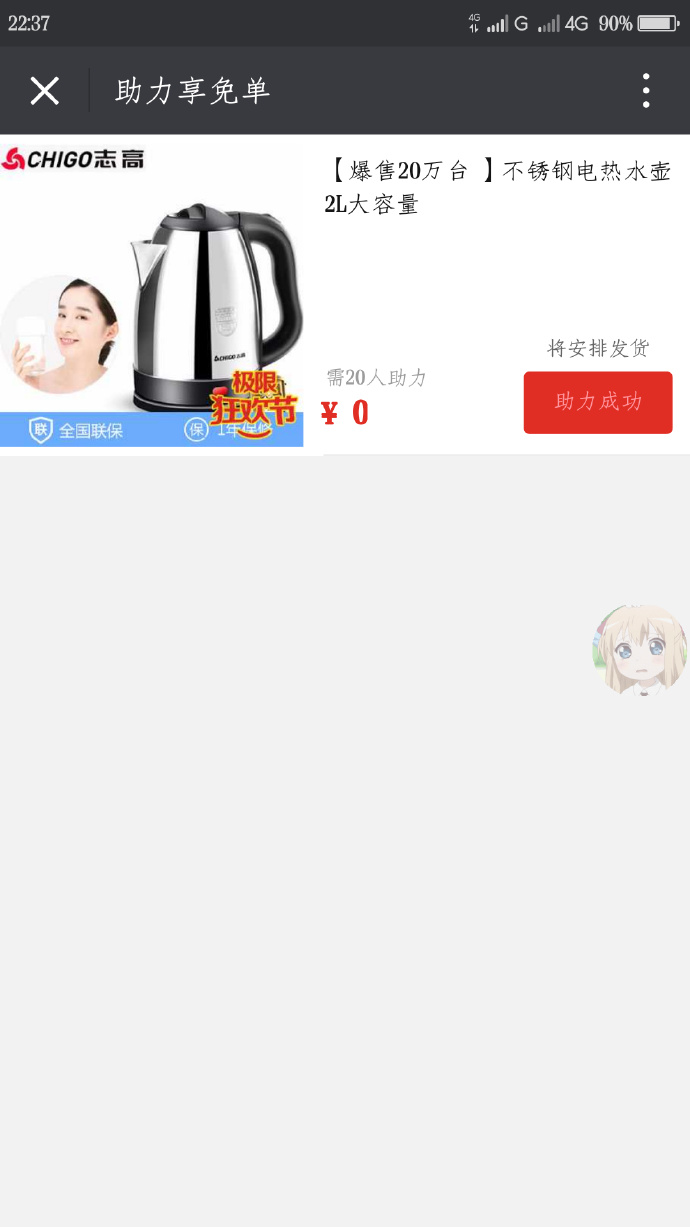 22:37
4G G 4G 90%
助力享免单
CHIGO志高
【爆售20万台 】不锈钢电热水壶
2L大容量
将安排发货
需20人助力
¥ 0
助力成功
CHIGO志高
极限
狂欢节
联 全国联保
保 1年保修